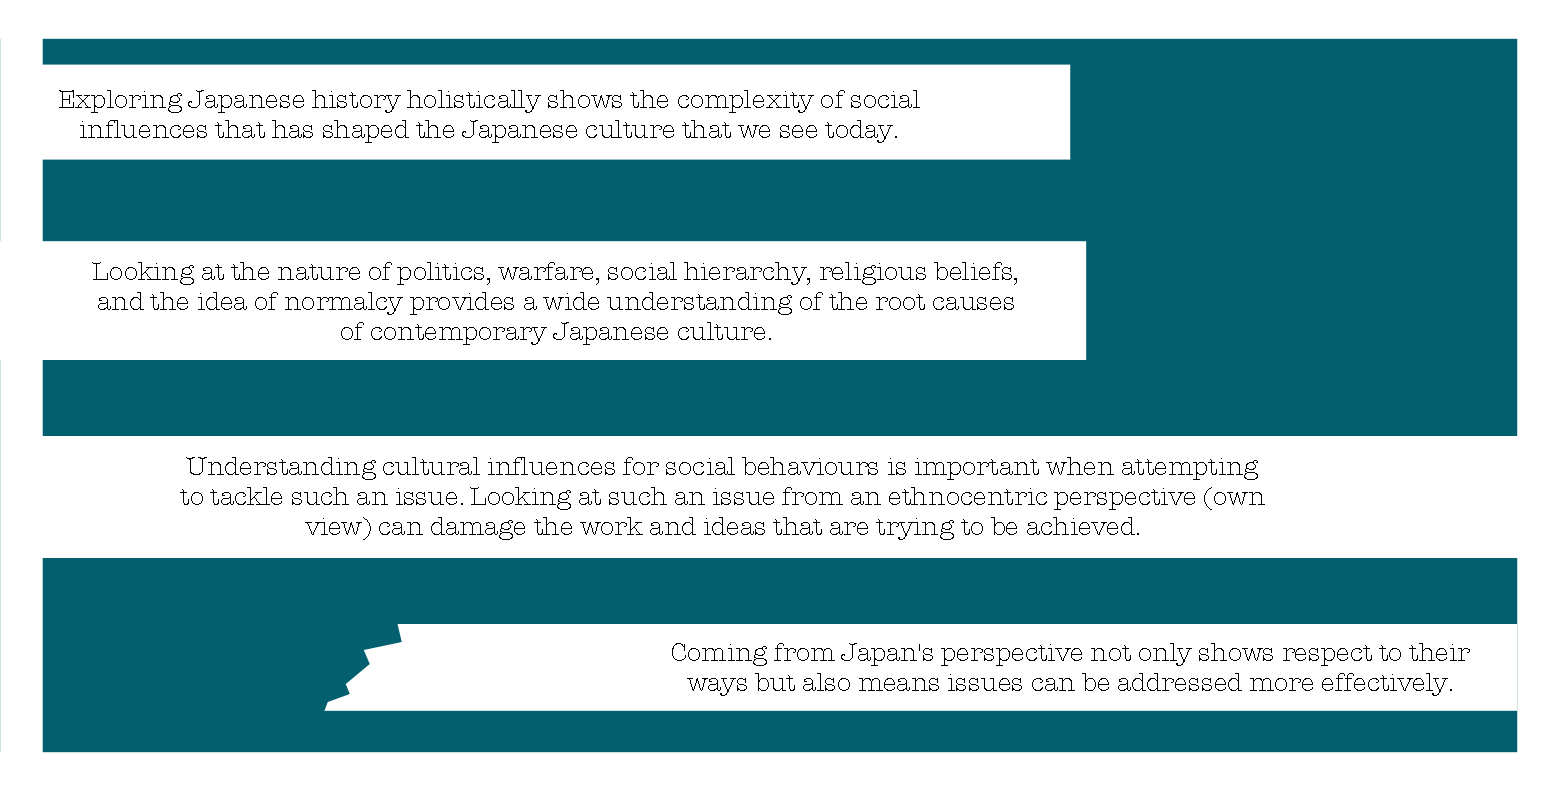 Exploring Japanese history holistically shows the complexity of social
influences that has shaped the Japanese culture that we see today.
Looking at the nature of politics, warfare, social hierarchy, religious beliefs,
and the idea of normalcy provides a wide understanding of the root causes
of contemporary Japanese culture.
Understanding cultural influences for social behaviours is important when attempting
to tackle such an issue. Looking at such an issue from an ethnocentric perspective (own
view) can damage the work and ideas that are trying to be achieved.
Coming from Japan's perspective not only shows respect to their
ways but also means issues can be addressed more effectively.